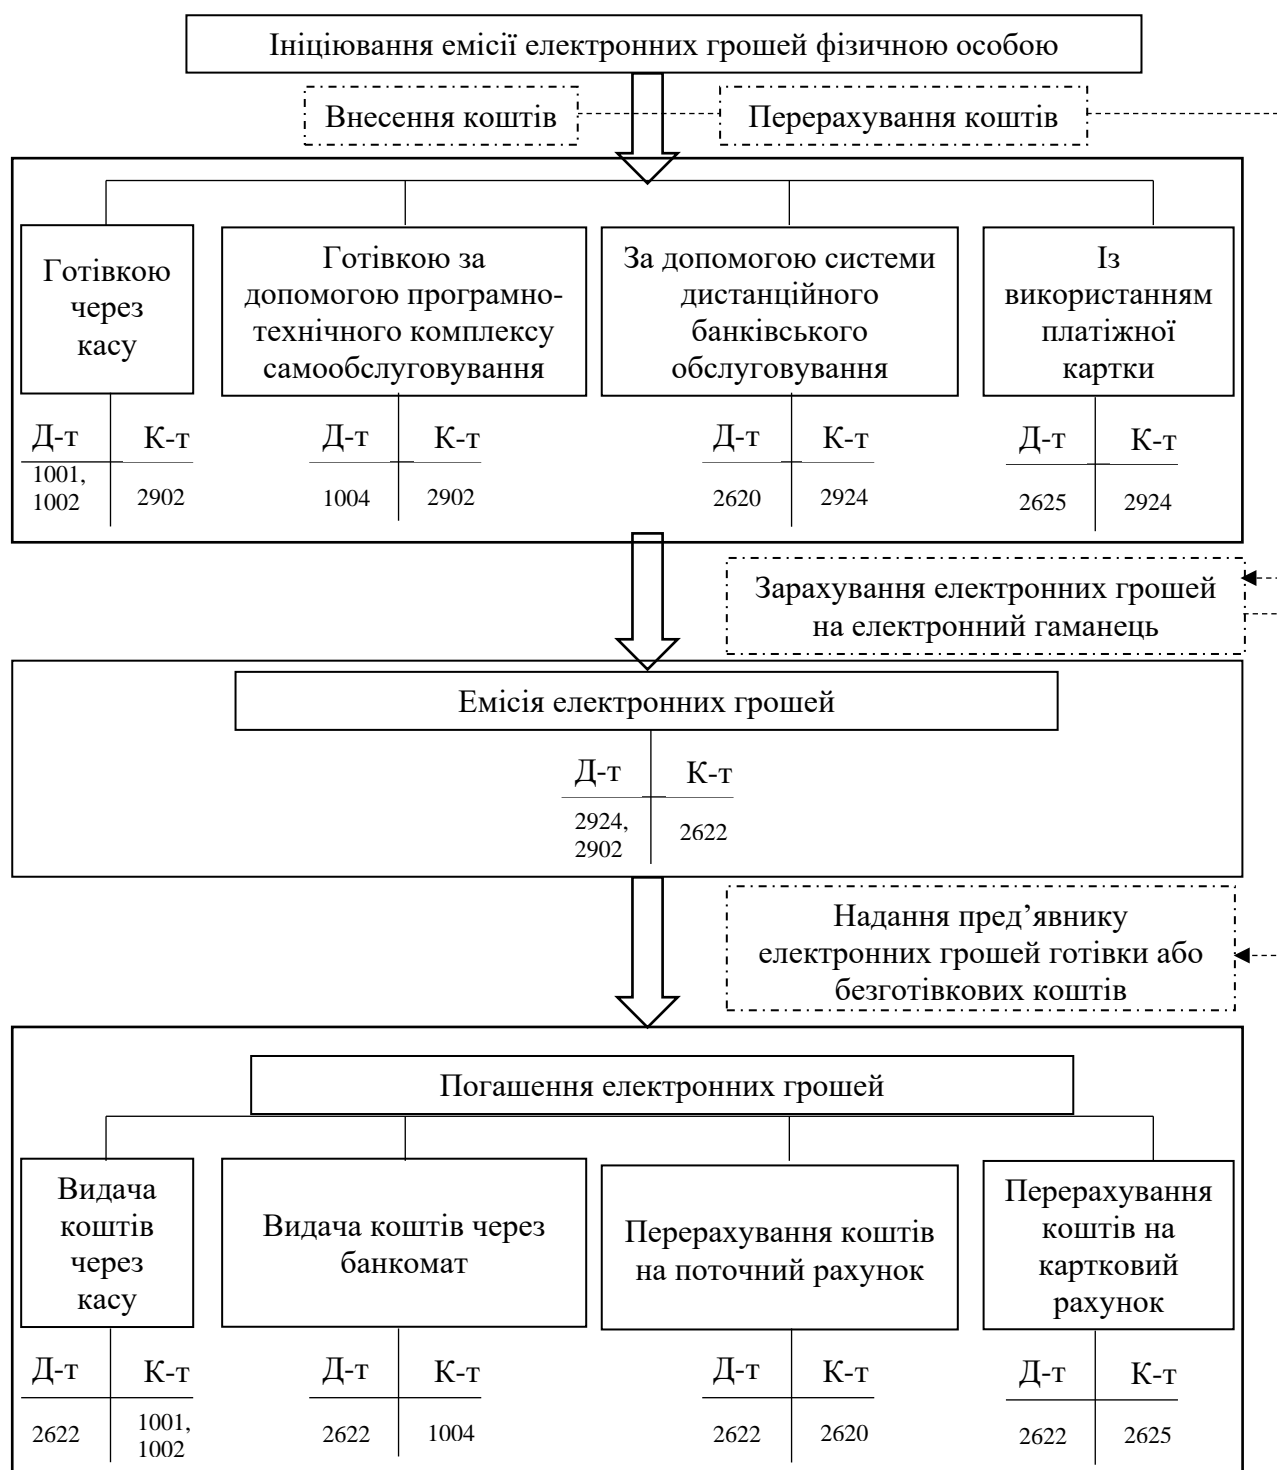 Ініціювання емісії електронних грошей фізичною особою
Внесення коштів
Перерахування коштів
Готівкою
через
касу
Готівкою за
допомогою програмно-
технічного комплексу
самообслуговування
За допомогою системи
дистанційного
банківського
обслуговування
Із
використанням
платіжної
картки
Д-т К-т
1001,
1002 2902
Д-т К-т
1004 2902
Д-т К-т
2620 2924
Д-т К-т
2625 2924
Зарахування електронних грошей
на електронний гаманець
Емісія електронних грошей
Д-т К-т
2924,
2902 2622
Надання пред’явнику
електронних грошей готівки або
безготівкових коштів
Погашення електронних грошей
Видача
коштів
через
касу
Видача коштів через
банкомат
Перерахування коштів
на поточний рахунок
Перерахування
коштів на
картковий
рахунок
Д-т К-т
2622 1001,
1002
Д-т К-т
2622 1004
Д-т К-т
2622 2620
Д-т К-т
2622 2625